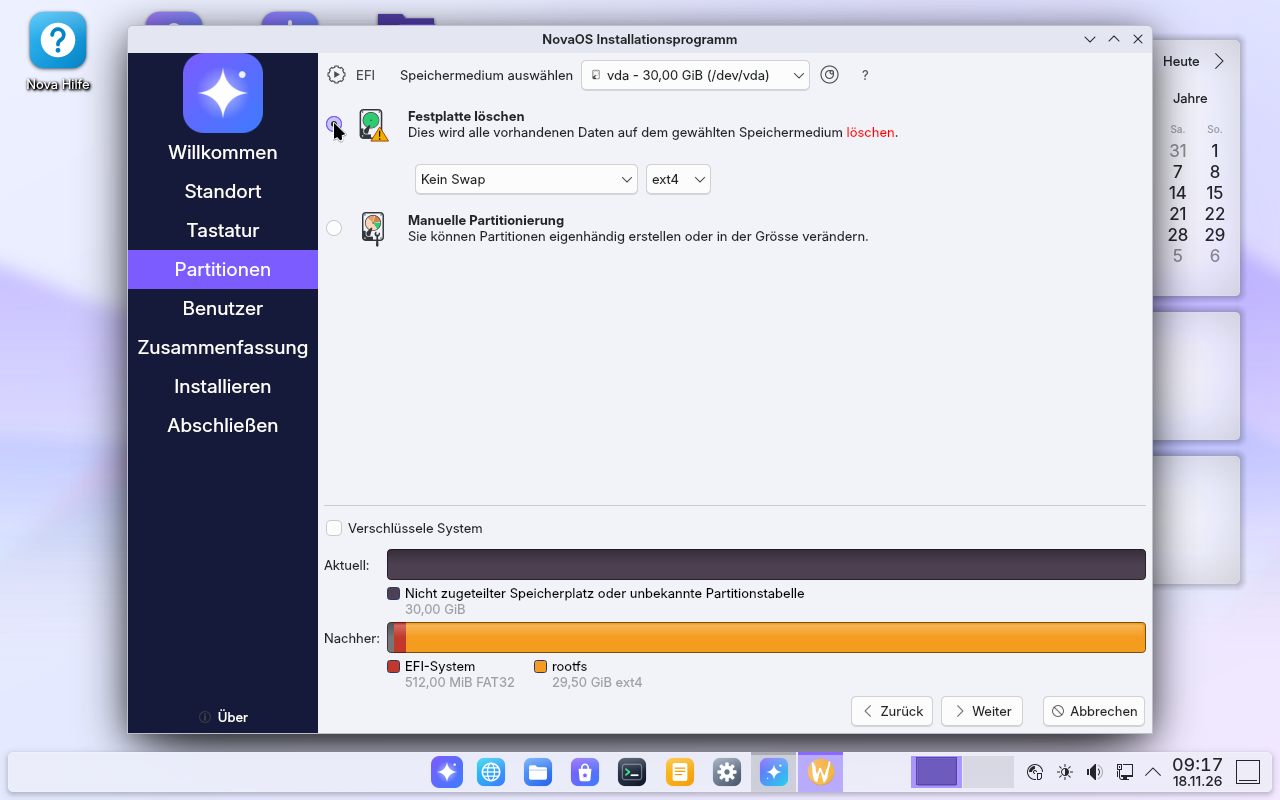 Nova Hilfe
NovaOS Installationsprogramm
Willkommen
Standort
Tastatur
Partitionen
Benutzer
Zusammenfassung
Installieren
Abschließen
Über
EFI
Speichermedium auswählen
vda - 30,00 GiB (/dev/vda)
?
Festplatte löschen
Dies wird alle vorhandenen Daten auf dem gewählten Speichermedium löschen.
Kein Swap
ext4
Manuelle Partitionierung
Sie können Partitionen eigenhändig erstellen oder in der Grösse verändern.
Verschlüssele System
Aktuell:
Nicht zugeteilter Speicherplatz oder unbekannte Partitionstabelle
30,00 GiB
Nachher:
EFI-System
512,00 MiB FAT32
rootfs
29,50 GiB ext4
Zurück
Weiter
Abbrechen
Heute
Jahre
Sa. So.
31 1
7 8
14 15
21 22
28 29
5 6
09:17
18.11.26